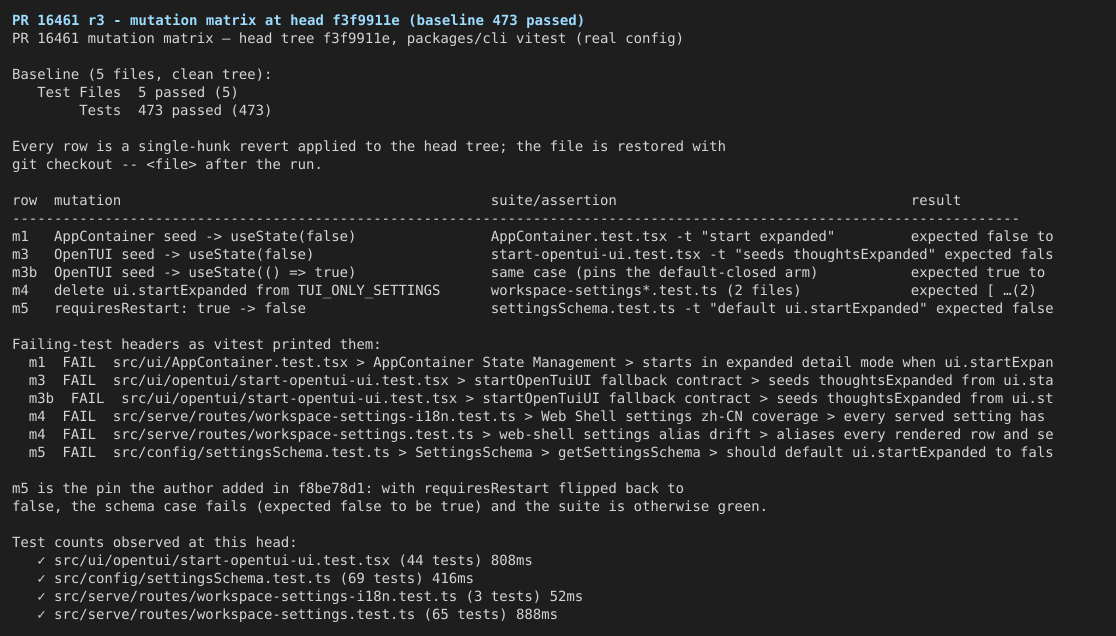 PR 16461 r3 - mutation matrix at head f3f9911e (baseline 473 passed)
PR 16461 mutation matrix — head tree f3f9911e, packages/cli vitest (real config)
Baseline (5 files, clean tree):
Test Files  5 passed (5)
Tests  473 passed (473)
Every row is a single-hunk revert applied to the head tree; the file is restored with
git checkout -- <file> after the run.
row  mutation  suite/assertion  result
------------------------------------------------------------------------------------------------------------------------
m1   AppContainer seed -> useState(false)  AppContainer.test.tsx -t "start expanded"  expected false to
m3   OpenTUI seed -> useState(false)  start-opentui-ui.test.tsx -t "seeds thoughtsExpanded" expected fals
m3b  OpenTUI seed -> useState(() => true)  same case (pins the default-closed arm)  expected true to
m4   delete ui.startExpanded from TUI_ONLY_SETTINGS  workspace-settings*.test.ts (2 files)  expected [ …(2)
m5   requiresRestart: true -> false  settingsSchema.test.ts -t "default ui.startExpanded" expected false
Failing-test headers as vitest printed them:
m1  FAIL  src/ui/AppContainer.test.tsx > AppContainer State Management > starts in expanded detail mode when ui.startExpan
m3  FAIL  src/ui/opentui/start-opentui-ui.test.tsx > startOpenTuiUI fallback contract > seeds thoughtsExpanded from ui.sta
m3b  FAIL  src/ui/opentui/start-opentui-ui.test.tsx > startOpenTuiUI fallback contract > seeds thoughtsExpanded from ui.st
m4  FAIL  src/serve/routes/workspace-settings-i18n.test.ts > Web Shell settings zh-CN coverage > every served setting has
m4  FAIL  src/serve/routes/workspace-settings.test.ts > web-shell settings alias drift > aliases every rendered row and se
m5  FAIL  src/config/settingsSchema.test.ts > SettingsSchema > getSettingsSchema > should default ui.startExpanded to fals
m5 is the pin the author added in f8be78d1: with requiresRestart flipped back to
false, the schema case fails (expected false to be true) and the suite is otherwise green.
Test counts observed at this head:
✓ src/ui/opentui/start-opentui-ui.test.tsx (44 tests) 808ms
✓ src/config/settingsSchema.test.ts (69 tests) 416ms
✓ src/serve/routes/workspace-settings-i18n.test.ts (3 tests) 52ms
✓ src/serve/routes/workspace-settings.test.ts (65 tests) 888ms